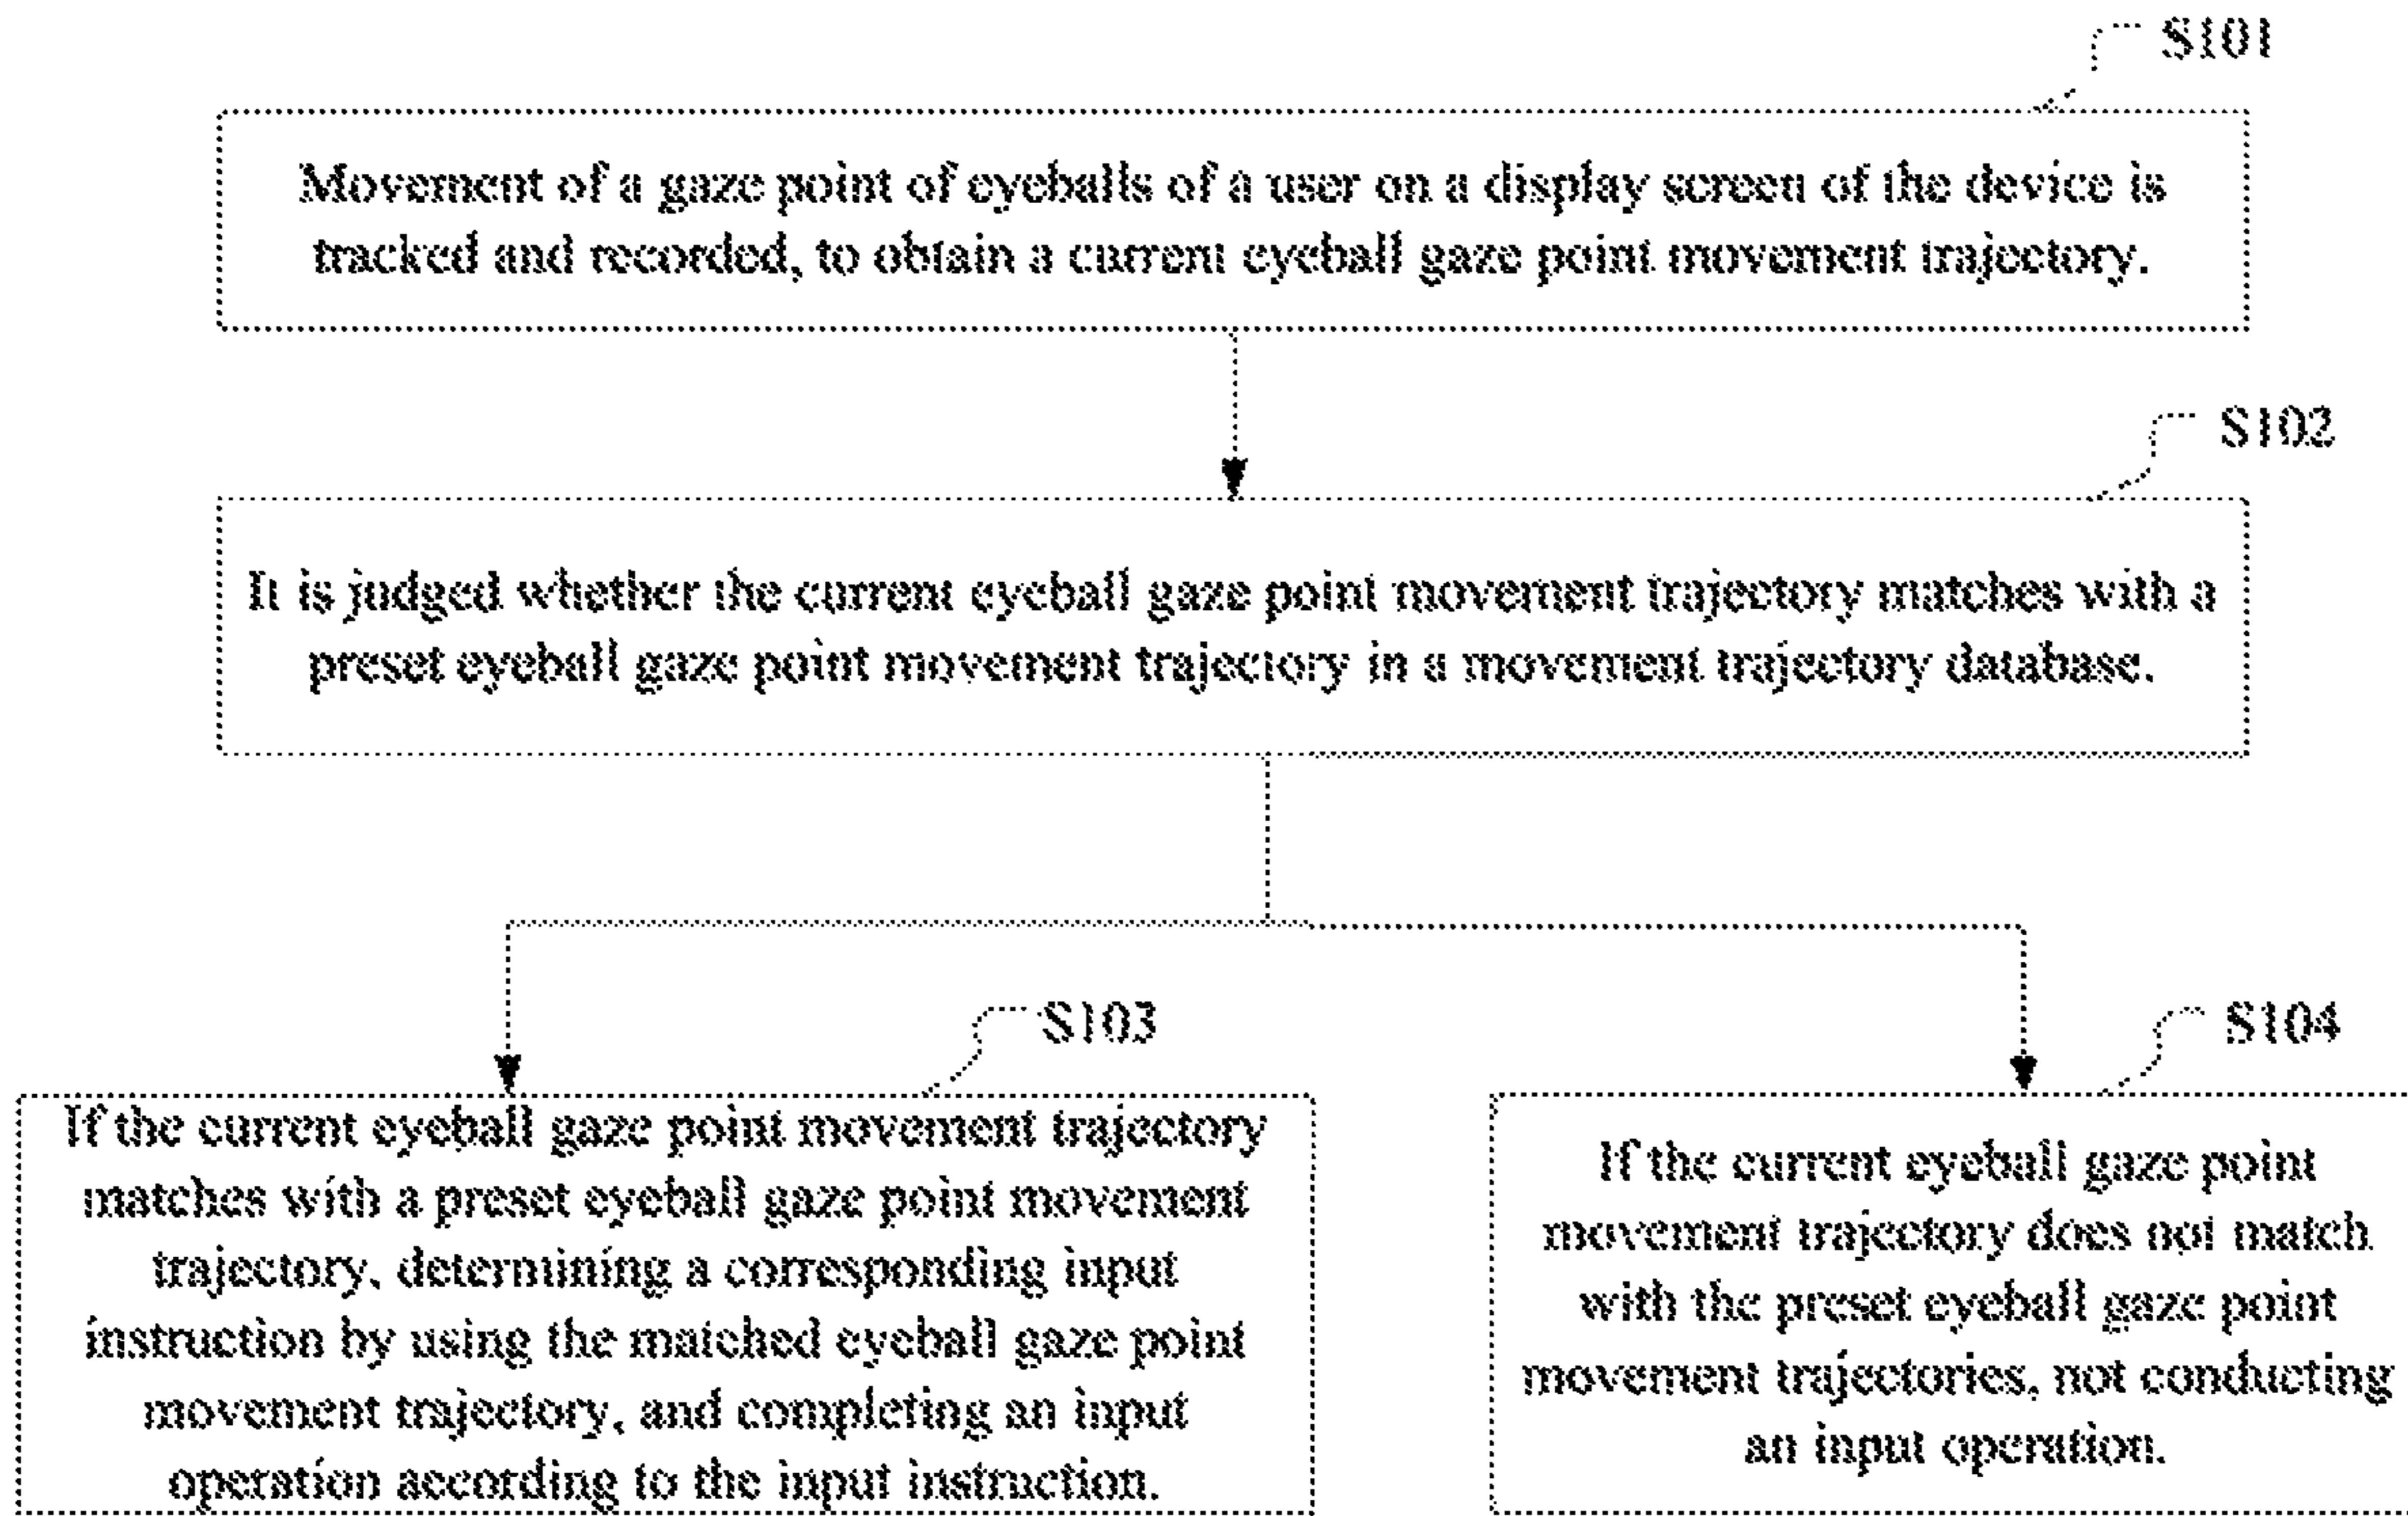 S101
Movement of a gaze point of eyeballs of a user on a display screen of the device is
tracked and recorded, to obtain a current eyeball gaze point movement trajectory.
S102
It is judged whether the current eyeball gaze point movement trajectory matches with a
preset eyeball gaze point movement trajectory in a movement trajectory database.
S103
If the current eyeball gaze point movement trajectory
matches with a preset eyeball gaze point movement
trajectory, determining a corresponding input
instruction by using the matched eyeball gaze point
movement trajectory, and completing an input
operation according to the input instruction.
S104
If the current eyeball gaze point
movement trajectory does not match
with the preset eyeball gaze point
movement trajectories, not conducting
an input operation.